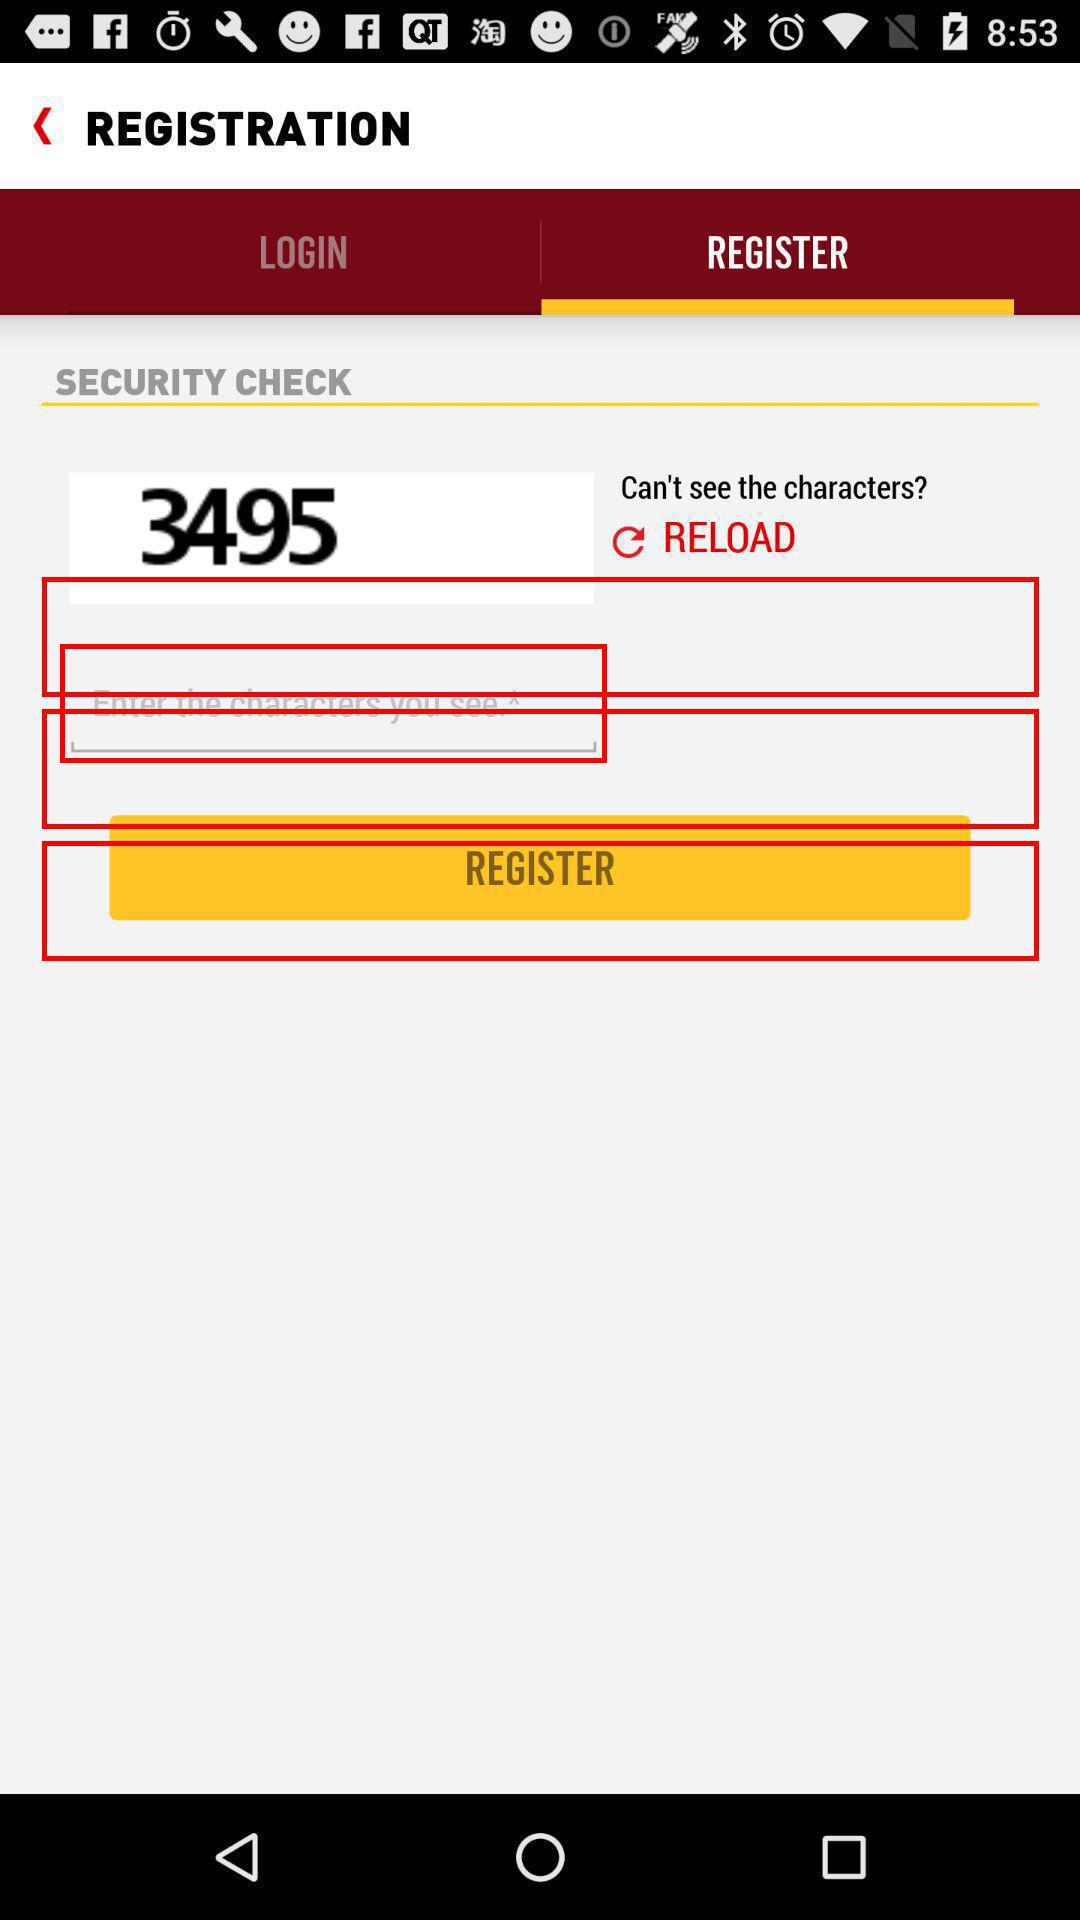 FAKE
8:53
REGISTRATION
LOGIN
REGISTER
SECURITY CHECK
3495
Can't see the characters?
RELOAD
Enter the characters you see.*
REGISTER